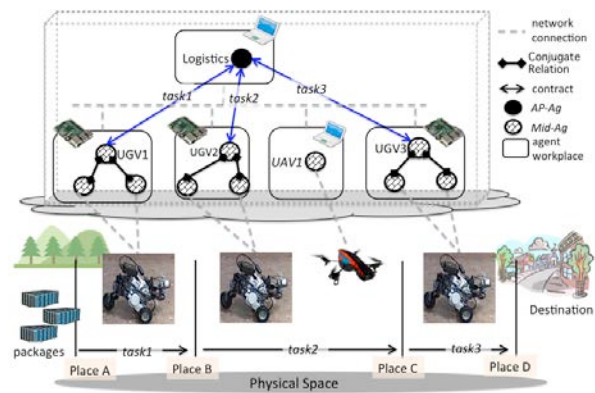 network
connection
Conjugate
Relation
contract
AP-Ag
Mid-Ag
agent
workplace
Logistics
task1
task2
task3
UGV1
UGV2
UAV1
UGV3
packages
Destination
task1
task2
task3
Place A
Place B
Place C
Place D
Physical Space